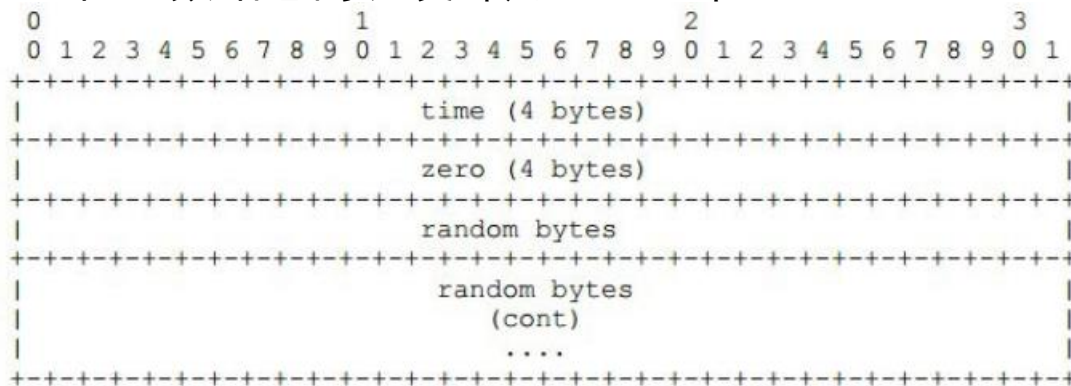 0 1 2 3
0 1 2 3 4 5 6 7 8 9 0 1 2 3 4 5 6 7 8 9 0 1 2 3 4 5 6 7 8 9 0 1
+-+-+-+-+-+-+-+-+-+-+-+-+-+-+-+-+-+-+-+-+-+-+-+-+-+-+-+-+-+-+-+-+
| time (4 bytes) |
+-+-+-+-+-+-+-+-+-+-+-+-+-+-+-+-+-+-+-+-+-+-+-+-+-+-+-+-+-+-+-+-+
| zero (4 bytes) |
+-+-+-+-+-+-+-+-+-+-+-+-+-+-+-+-+-+-+-+-+-+-+-+-+-+-+-+-+-+-+-+-+
| random bytes |
+-+-+-+-+-+-+-+-+-+-+-+-+-+-+-+-+-+-+-+-+-+-+-+-+-+-+-+-+-+-+-+-+
| random bytes |
| (cont) |
| .... |
+-+-+-+-+-+-+-+-+-+-+-+-+-+-+-+-+-+-+-+-+-+-+-+-+-+-+-+-+-+-+-+-+